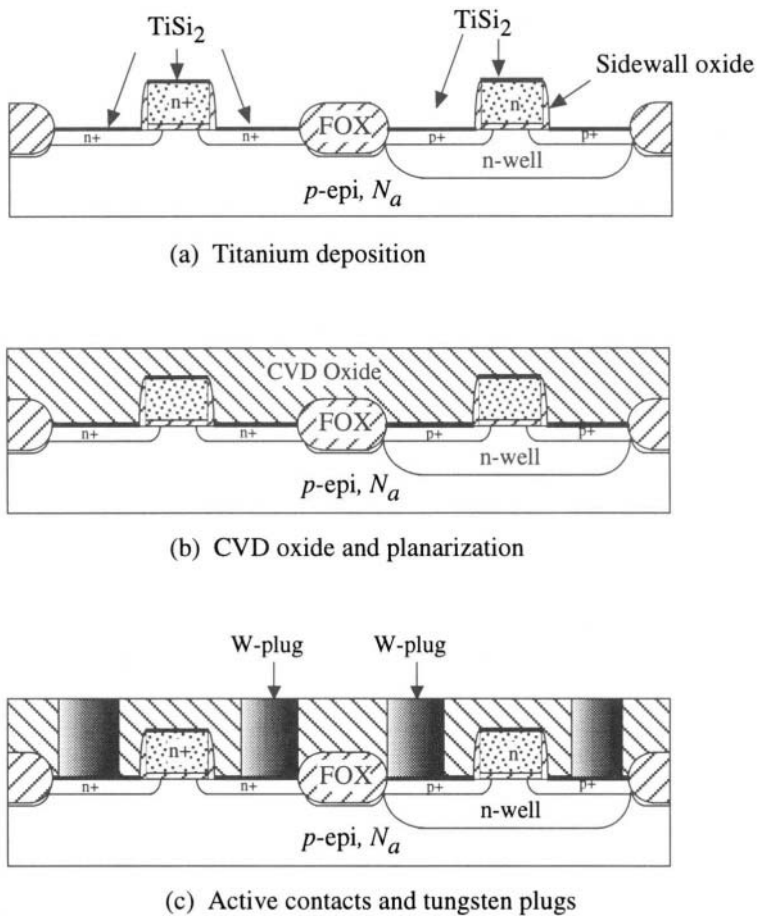 TiSi2 TiSi2
Sidewall oxide
n+ n
FOX
n+ n+ p+ p+
n-well
p-epi, Na
(a) Titanium deposition
CVD Oxide
FOX
n+ n+ p+ p+
n-well
p-epi, Na
(b) CVD oxide and planarization
W-plug W-plug
n+ n
FOX
n+ n+ p+ p+
n-well
p-epi, Na
(c) Active contacts and tungsten plugs